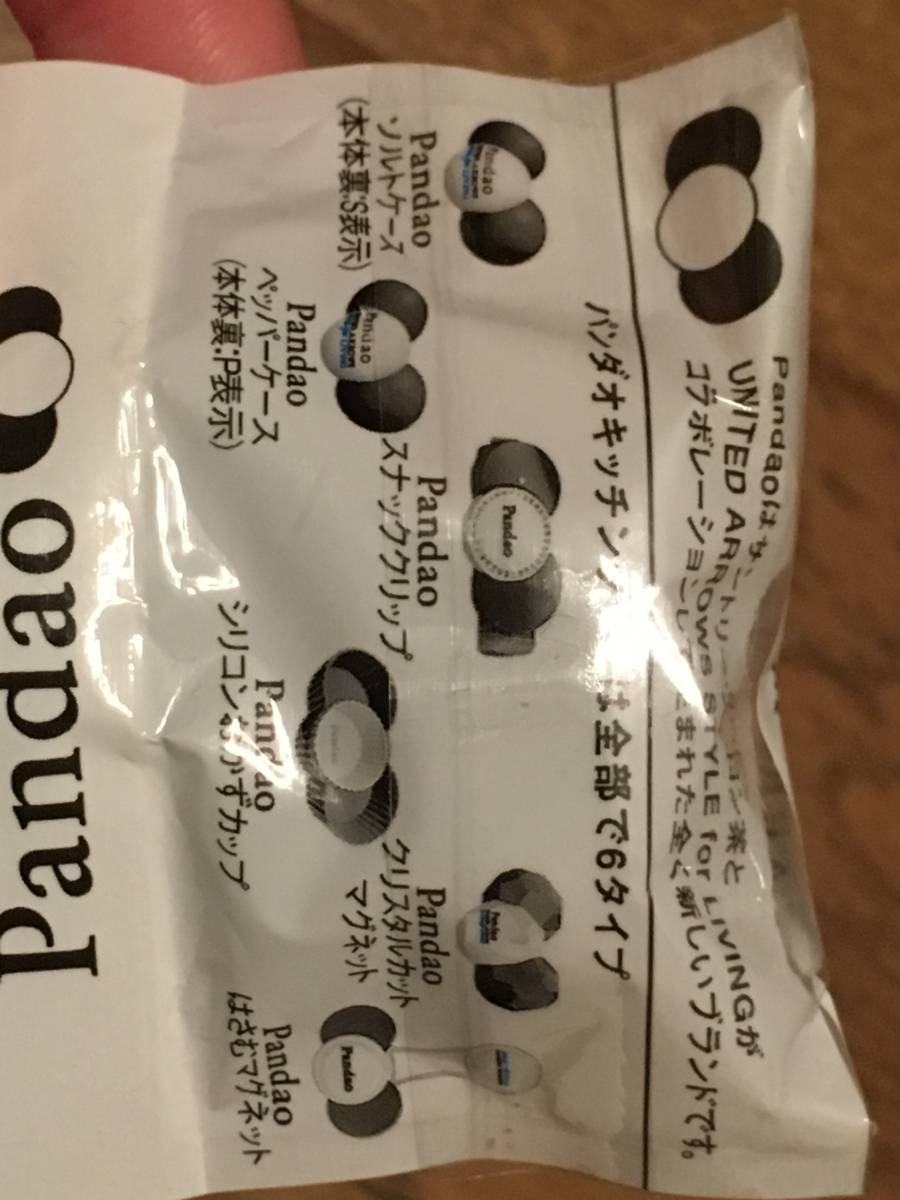 Pandaoは
UNITED ARROWS STYLE for LIVINGが
コラボレーションして まれた全く新しいブランドです。
パンダオキッチン は全部で6タイプ
Pandao
ソルトケース
(本体裏:S表示)
Pandao
ペッパーケース
(本体裏:P表示)
Pandao
スナッククリップ
Pandao
シリコンおかずカップ
Pandao
クリスタルカット
マグネット
Pandao
はさむマグネット
Pandao
Pandao
Pandao
Pandao
Pandao